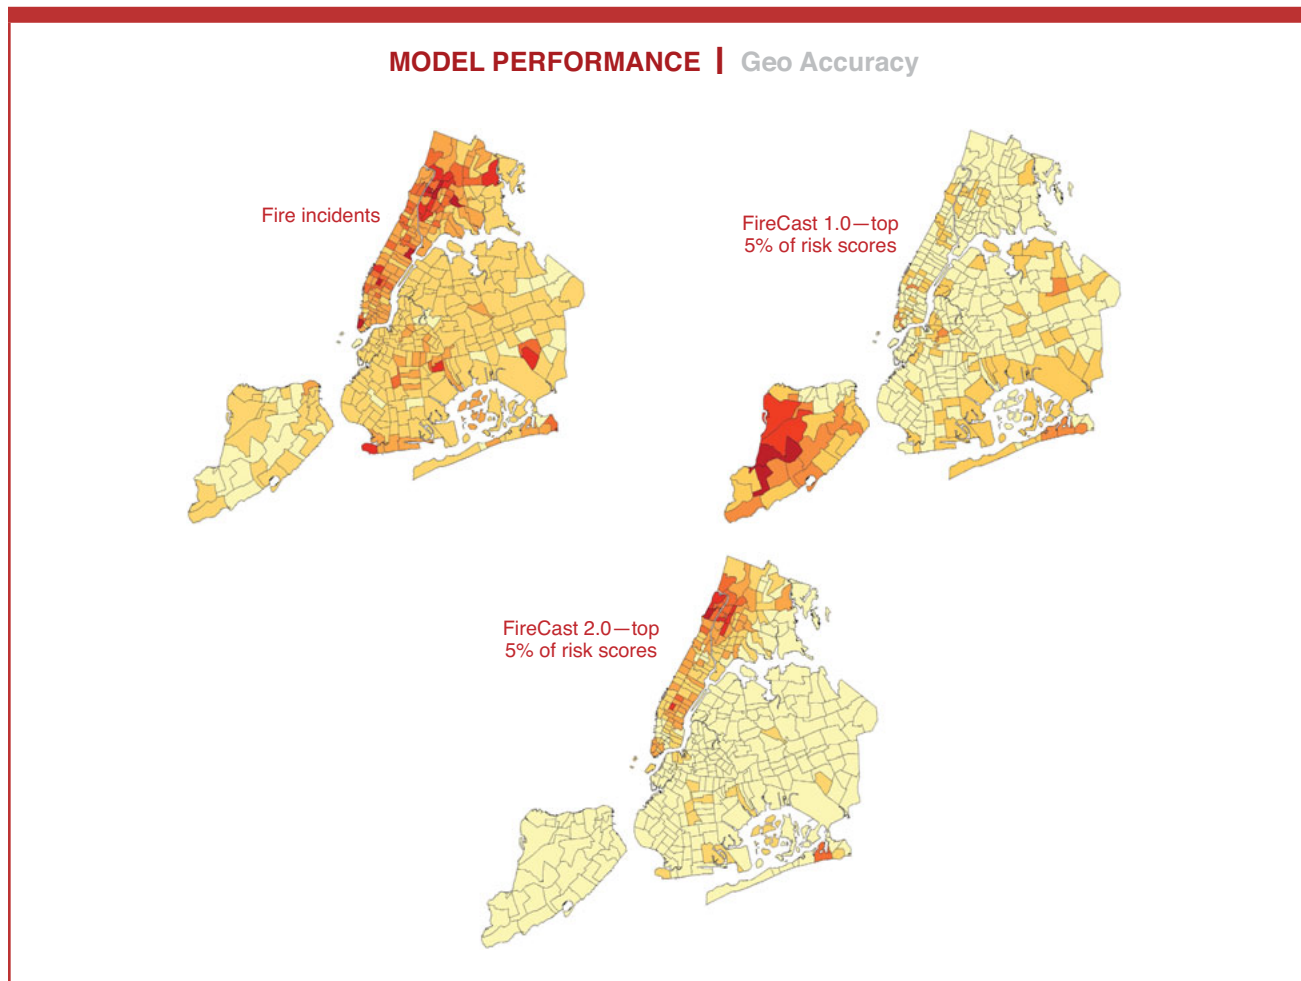 MODEL PERFORMANCE | Geo Accuracy
Fire incidents
FireCast 1.0—top
5% of risk scores
FireCast 2.0—top
5% of risk scores